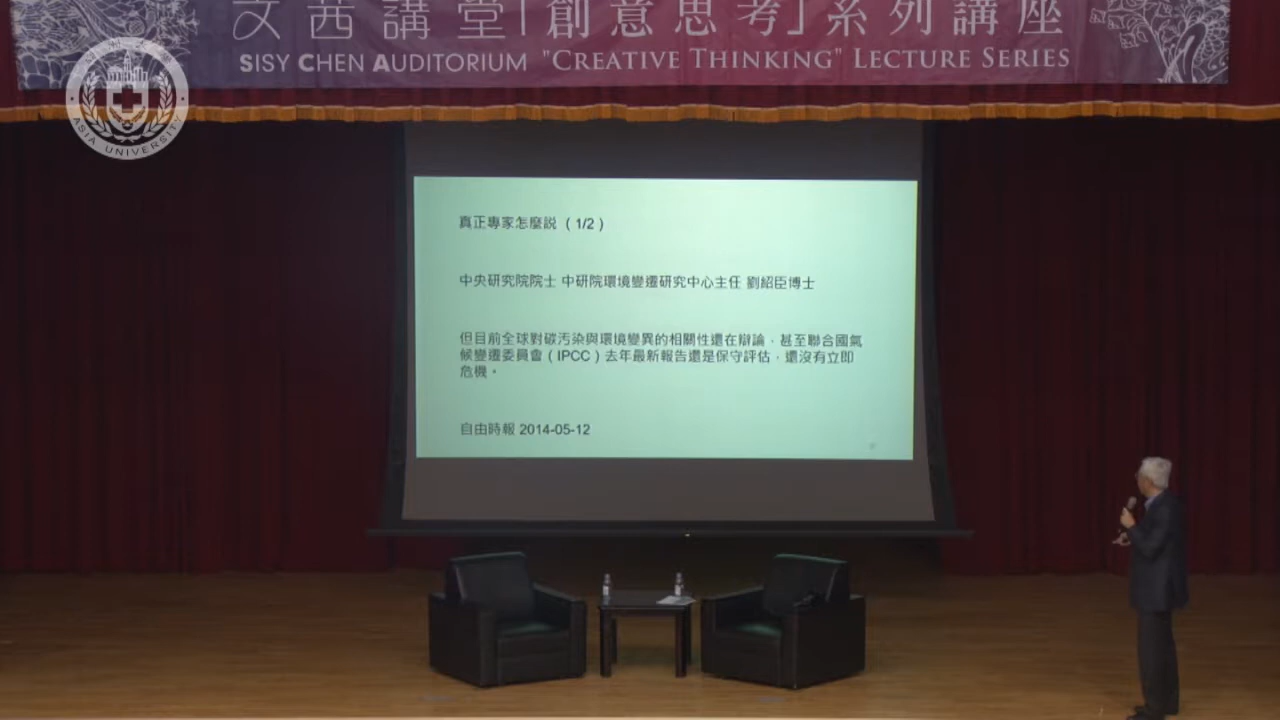 文茜講堂「創意思考」系列講座
SISY CHEN AUDITORIUM "CREATIVE THINKING" LECTURE SERIES
ASIA UNIVERSITY
真正專家怎麼説（1/2）
中央研究院院士 中研院環境變遷研究中心主任 劉紹臣博士
但目前全球對碳污染與環境變異的相關性還在辯論，甚至聯合國氣
候變遷委員會（IPCC）去年最新報告還是保守評估，還沒有立即
危機。
自由時報 2014-05-12